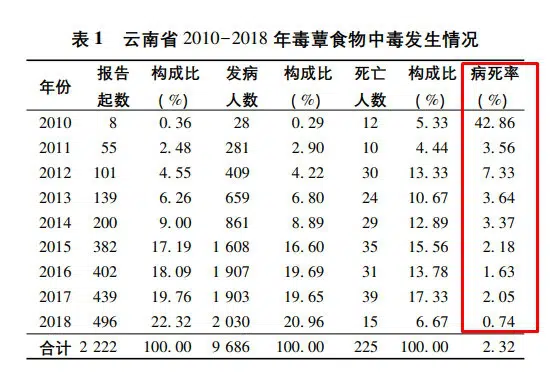 表1 云南省2010-2018年毒蕈食物中毒发生情况
年份 报告起数 构成比(%) 发病人数 构成比(%) 死亡人数 构成比(%) 病死率(%)
2010 8 0.36 28 0.29 12 5.33 42.86
2011 55 2.48 281 2.90 10 4.44 3.56
2012 101 4.55 409 4.22 30 13.33 7.33
2013 139 6.26 659 6.80 24 10.67 3.64
2014 200 9.00 861 8.89 29 12.89 3.37
2015 382 17.19 1 608 16.60 35 15.56 2.18
2016 402 18.09 1 907 19.69 31 13.78 1.63
2017 439 19.76 1 903 19.65 39 17.33 2.05
2018 496 22.32 2 030 20.96 15 6.67 0.74
合计 2 222 100.00 9 686 100.00 225 100.00 2.32